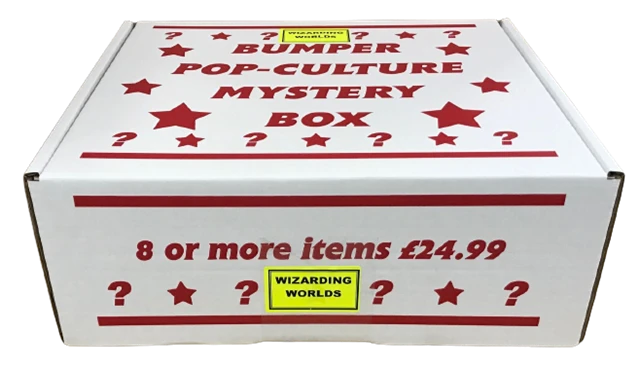 ? ? WIZARDING ? ?
WORLDS
BUMPER
POP-CULTURE
MYSTERY
BOX
? ? ? ?
8 or more items £24.99
? ? WIZARDING ? ?
WORLDS